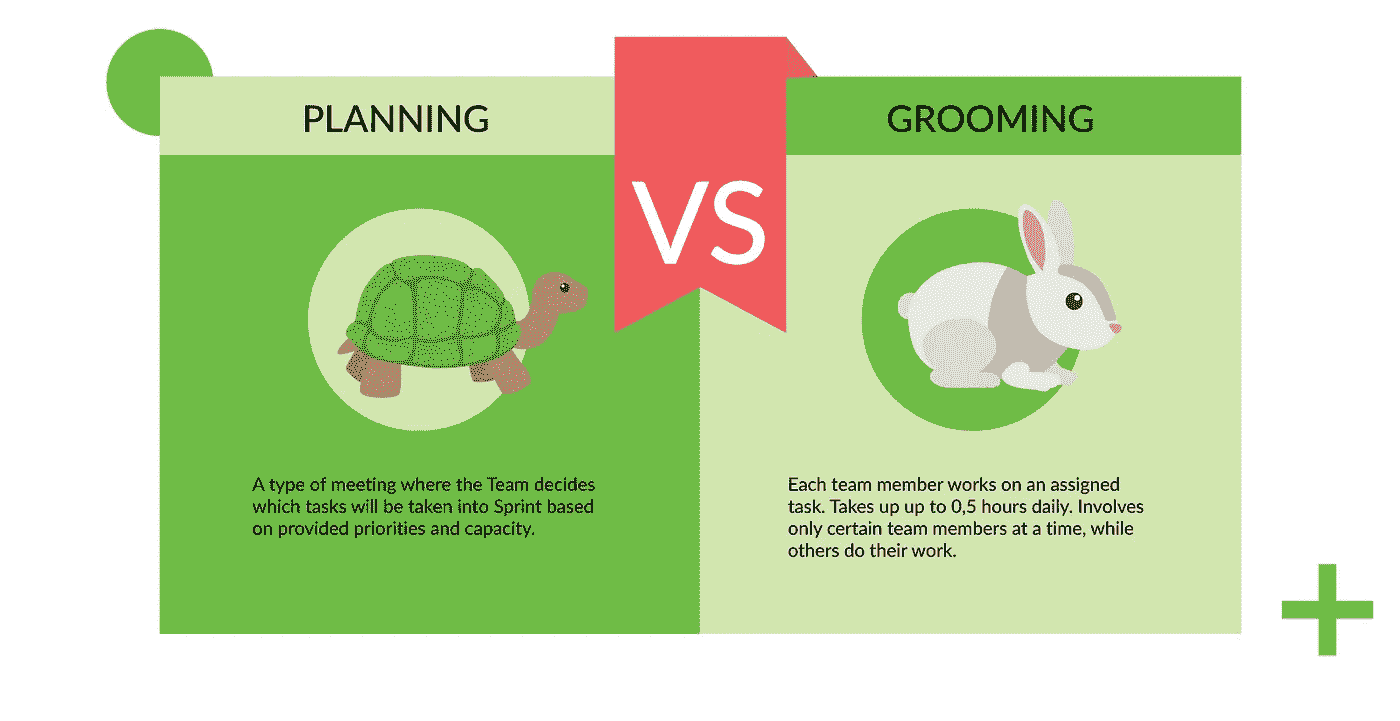 PLANNING
VS
GROOMING
A type of meeting where the Team decides
which tasks will be taken into Sprint based
on provided priorities and capacity.
Each team member works on an assigned
task. Takes up up to 0,5 hours daily. Involves
only certain team members at a time, while
others do their work.